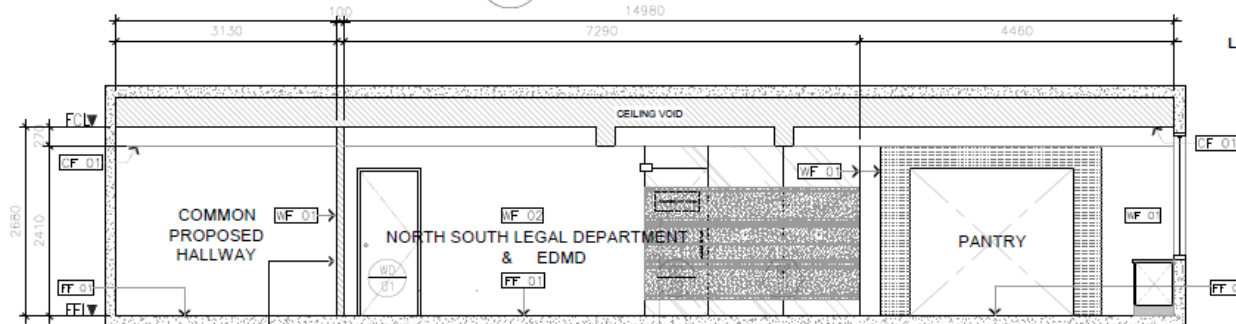 100
14980
3130
7290
4460
L
CEILING VOID
FCL
270
CF 01
CF 01
WF 01
2680
2410
COMMON
PROPOSED
HALLWAY
WF 01
WF 02
WF 01
NORTH SOUTH LEGAL DEPARTMENT
& EDMD
PANTRY
WD
01
FF 01
FF 01
FF 0
FFL